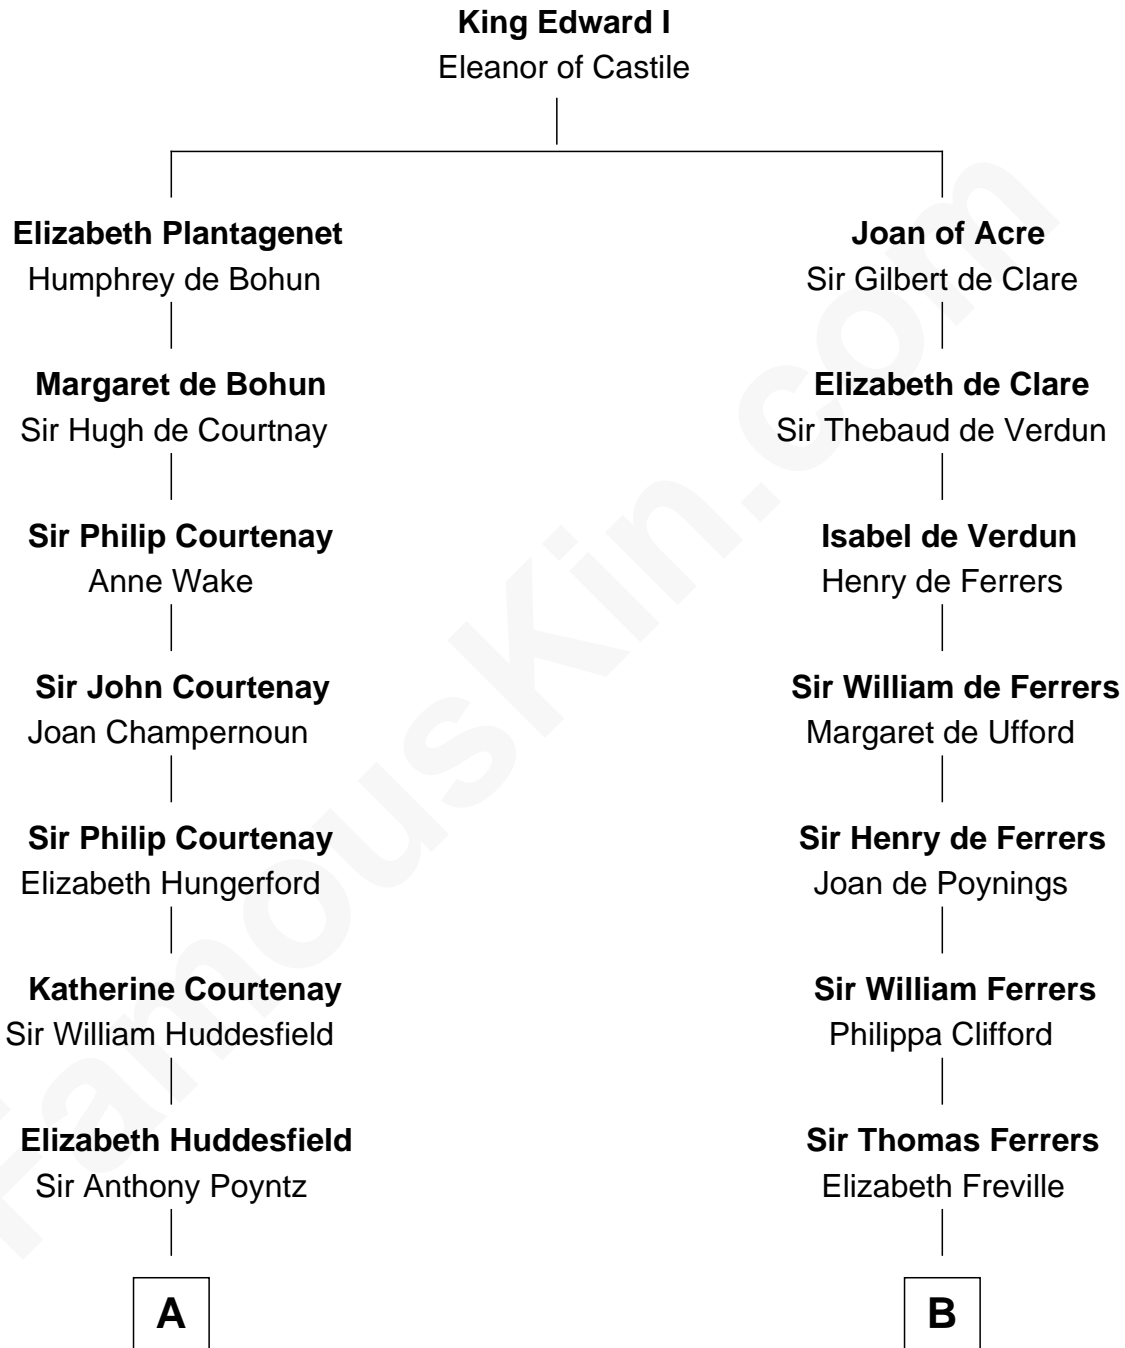 King Edward I
Eleanor of Castile
Elizabeth Plantagenet
Humphrey de Bohun
Margaret de Bohun
Sir Hugh de Courtnay
Sir Philip Courtenay
Anne Wake
Sir John Courtenay
Joan Champernoun
Sir Philip Courtenay
Elizabeth Hungerford
Katherine Courtenay
Sir William Huddesfield
Elizabeth Huddesfield
Sir Anthony Poyntz
A
Joan of Acre
Sir Gilbert de Clare
Elizabeth de Clare
Sir Thebaud de Verdun
Isabel de Verdun
Henry de Ferrers
Sir William de Ferrers
Margaret de Ufford
Sir Henry de Ferrers
Joan de Poynings
Sir William Ferrers
Philippa Clifford
Sir Thomas Ferrers
Elizabeth Freville
B
FamousKin.com